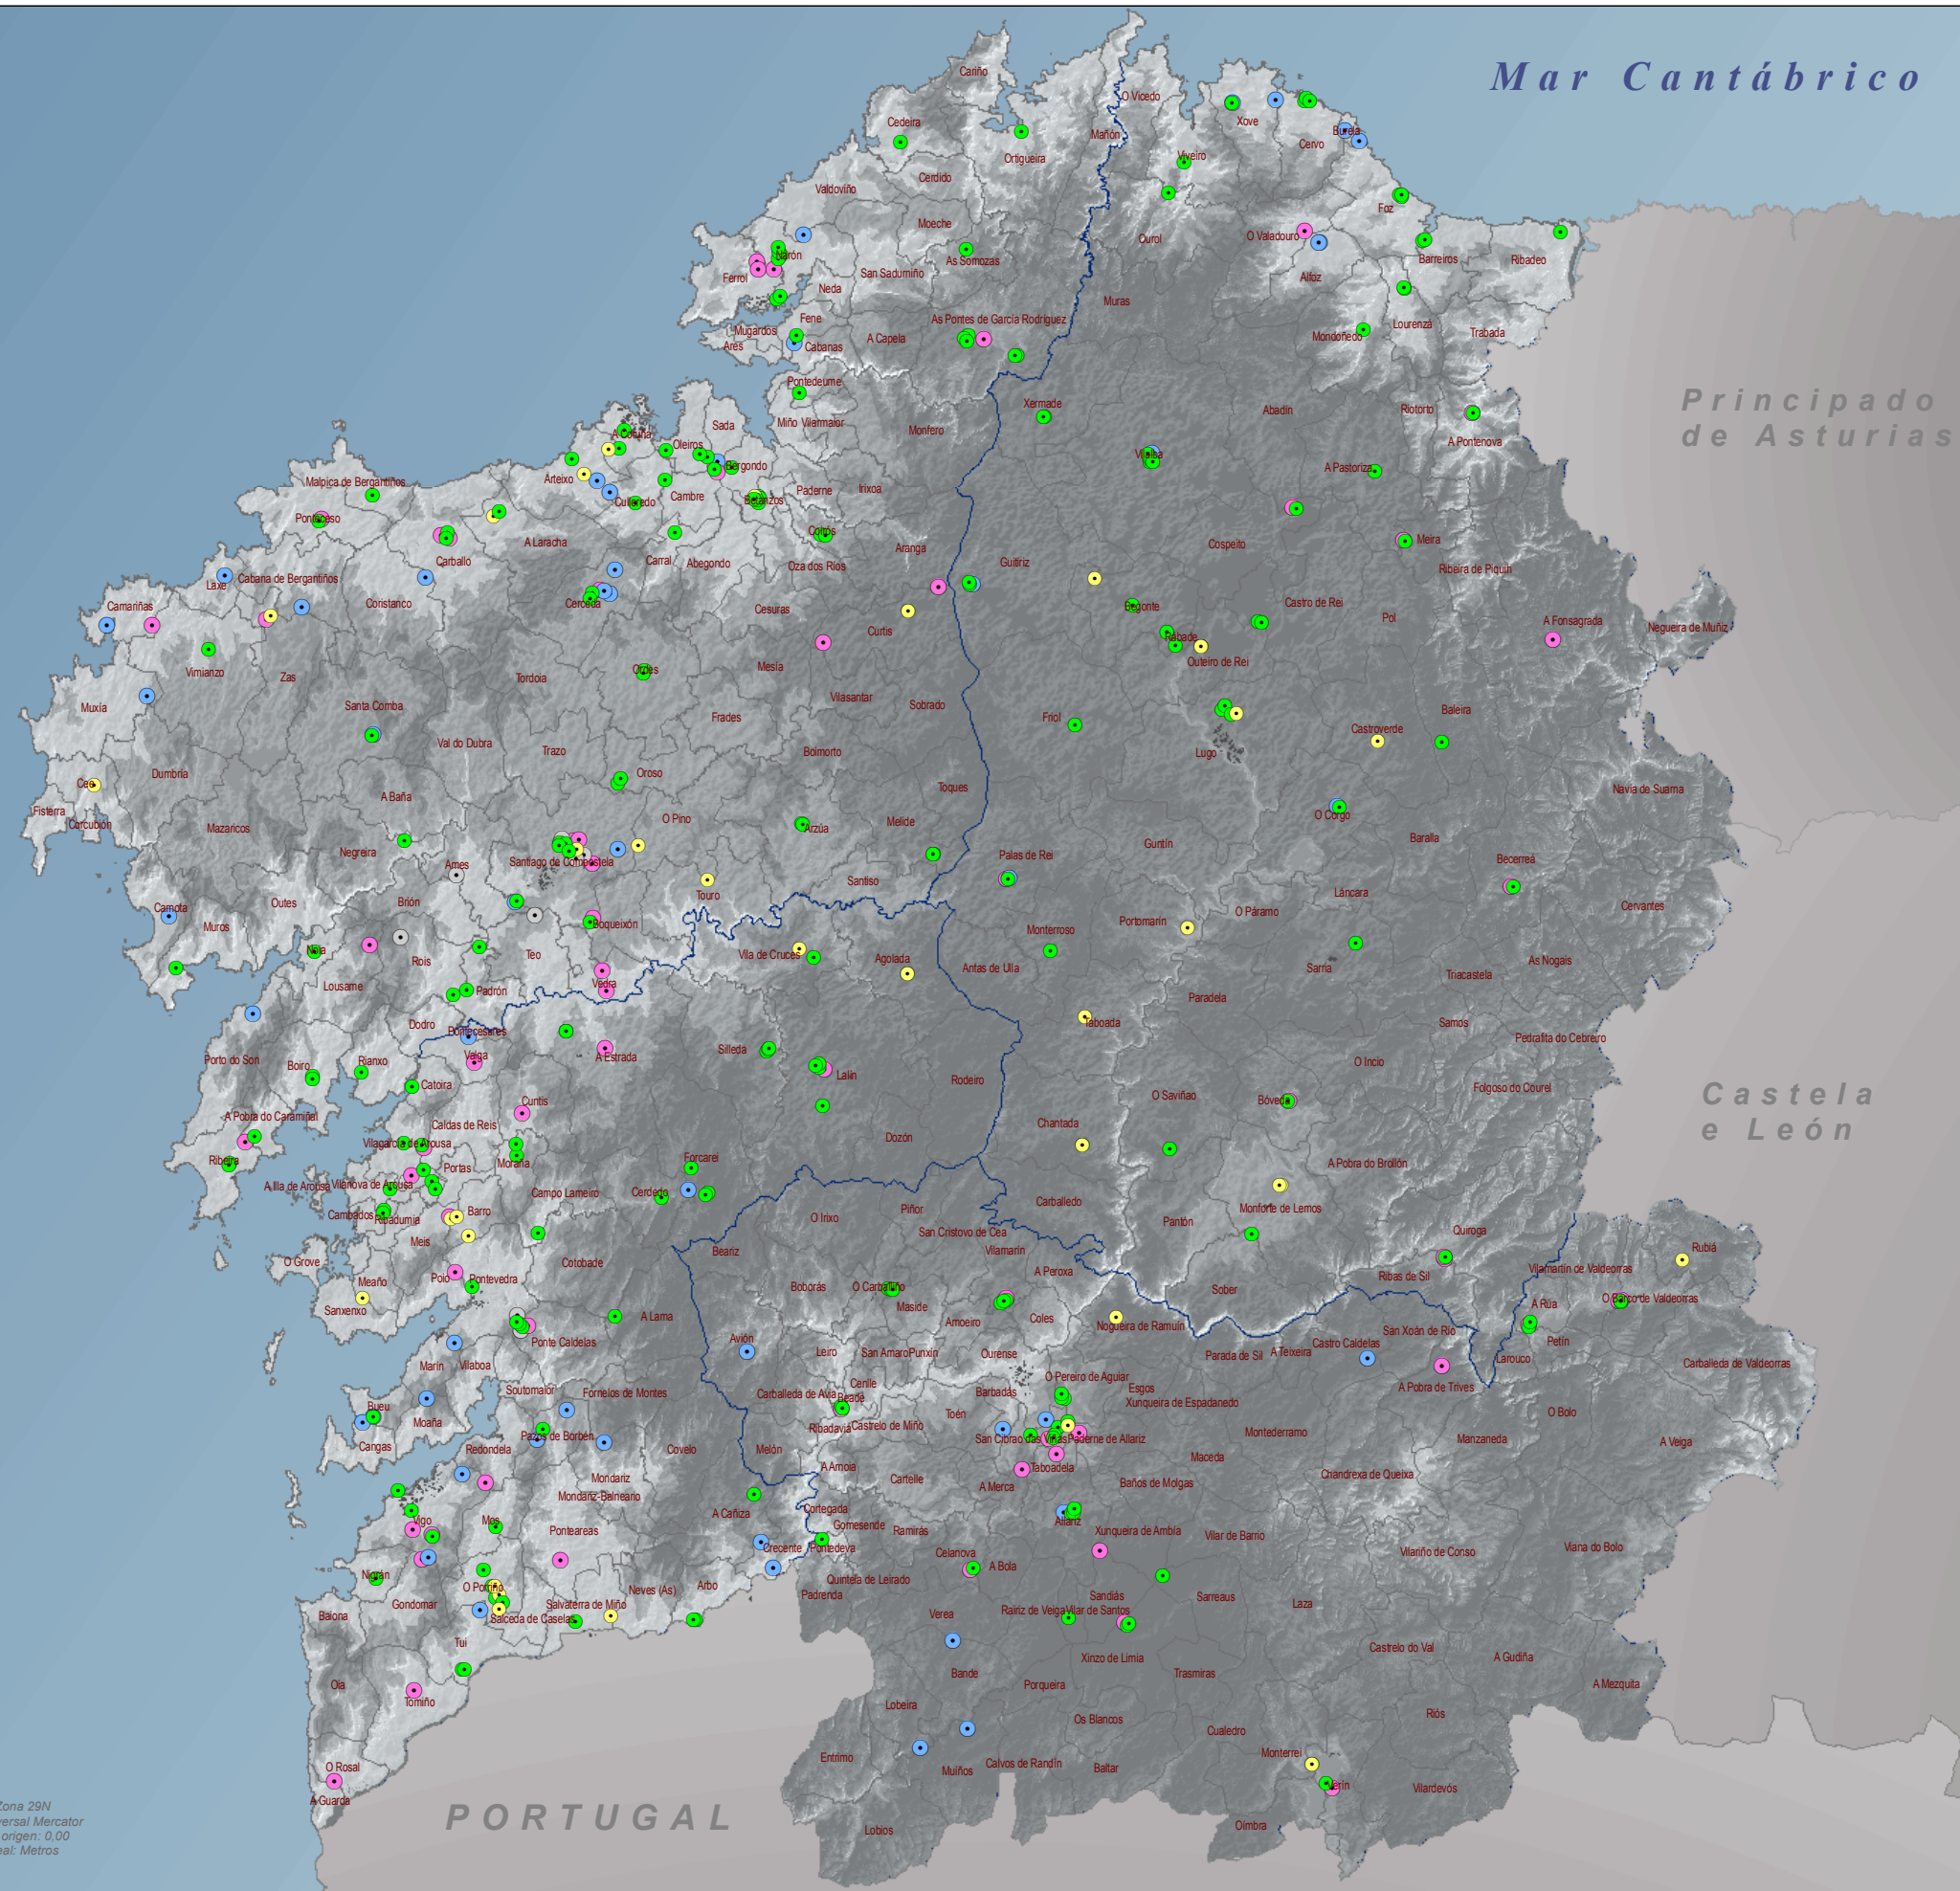 Mar Cantábrico
Cariño
O Vicedo
Cedeira
Xove
Mañón
Burela
Cervo
Ortigueira
Viveiro
Cerdido
Valdoviño
Foz
Moeche
Ourol
O Valadouro
Narón
As Somozas
Barreiros
Ribadeo
Ferrol
San Sadurniño
Alfoz
Neda
Muras
Fene
As Pontes de García Rodríguez
Mugardos
Lourenzá
Trabada
Ares
Cabanas
A Capela
Mondoñedo
Pontedeume
Principado
de Asturias
Xermade
Abadín
Riotorto
Miño
Vilarmaior
Sada
Monfero
A Coruña
Oleiros
A Pontenova
Vilalba
Bergondo
A Pastoriza
Arteixo
Malpica de Bergantiños
Paderne
Irixoa
Cambre
Betanzos
Culleredo
Ponteceso
Coirós
A Laracha
Meira
Cospeito
Aranga
Carballo
Carral
Abegondo
Oza dos Ríos
Guitiriz
Ribeira de Piquín
Laxe
Cabana de Bergantiños
Camariñas
Coristanco
Cerceda
Cesuras
Begonte
Castro de Rei
Pol
A Fonsagrada
Negueira de Muñiz
Curtis
Rábade
Outeiro de Rei
Mesía
Ordes
Vimianzo
Zas
Tordoia
Vilasantar
Sobrado
Muxía
Santa Comba
Frades
Friol
Baleira
Castroverde
Val do Dubra
Trazo
Boimorto
Lugo
Dumbría
Oroso
Cee
Toques
Navia de Suarna
A Baña
Fisterra
Corcubión
Mazaricos
O Pino
Arzúa
Melide
O Corgo
Baralla
Negreira
Santiago de Compostela
Guntín
Palas de Rei
Becerreá
Ames
Santiso
Láncara
Touro
Outes
Brión
Carnota
Cervantes
O Páramo
Muros
Boqueixón
Portomarín
Monterroso
Noia
Teo
Vila de Cruces
Agolada
Rois
Antas de Ulla
Sarria
As Nogais
Triacastela
Lousame
Vedra
Padrón
Paradela
Dodro
Pontecesures
Taboada
Samos
Pedrafita do Cebreiro
Silleda
A Estrada
Porto do Son
Boiro
Rianxo
Valga
O Incio
Lalín
Rodeiro
Catoira
Folgoso do Courel
Castela
e León
O Saviñao
Bóveda
Cuntis
A Pobra do Caramiñal
Caldas de Reis
Chantada
Vilagarcía de Arousa
Dozón
Forcarei
Ribeira
Portas
Moraña
A Pobra do Brollón
A Illa de Arousa
Vilanova de Arousa
Campo Lameiro
Cerdedo
Carballedo
Monforte de Lemos
Cambados
Ribadumia
Barro
O Irixo
Piñor
Pantón
San Cristovo de Cea
Quiroga
Meis
Beariz
Vilamarín
Rubiá
O Grove
Cotobade
A Peroxa
Vilamartín de Valdeorras
Meaño
Poio
Pontevedra
Boborás
O Carballiño
Sober
Ribas de Sil
O Barco de Valdeorras
Sanxenxo
Maside
A Rúa
A Lama
Amoeiro
Coles
Nogueira de Ramuín
San Xoán de Río
Ponte Caldelas
Avión
Petín
Castro Caldelas
Leiro
San Amaro
Punxín
Ourense
Parada de Sil
A Teixeira
Larouco
Marín
Vilaboa
Carballeda de Valdeorras
Cenlle
O Pereiro de Aguiar
Soutomaior
Fornelos de Montes
Carballeda de Avia
Beade
Barbadás
Esgos
A Pobra de Trives
Xunqueira de Espadanedo
Bueu
Moaña
Toén
O Bolo
Ribadavia
Castrelo de Miño
Pazos de Borbén
Montederramo
San Cibrao das Viñas
Paderne de Allariz
Manzaneda
A Veiga
Cangas
Redondela
Covelo
Melón
Maceda
A Arnoia
Taboadela
Chandrexa de Queixa
Mondariz
Cartelle
A Merca
Baños de Molgas
Mondariz-Balneario
A Cañiza
Cortegada
Vigo
Mos
Allariz
Gomesende
Ponteareas
Ramirás
Xunqueira de Ambía
Vilar de Barrio
Crecente
Pontedeva
Viana do Bolo
Celanova
Vilariño de Conso
A Bola
Nigrán
Quintela de Leirado
O Porriño
Arbo
Neves (As)
Padrenda
Sandiás
Sarreaus
Gondomar
Salvaterra de Miño
Laza
Baiona
Salceda de Caselas
Verea
Rairiz de Veiga
Vilar de Santos
Tui
Castrelo do Val
A Gudiña
Xinzo de Limia
Bande
Trasmiras
Oia
Porqueira
A Mezquita
Tomiño
Lobeira
Riós
Os Blancos
Cualedro
Entrimo
Monterrei
O Rosal
Muíños
Calvos de Randín
Baltar
Verín
Vilardevós
A Guarda
PORTUGAL
Zona 29N
versal Mercator
origen: 0,00
eal: Metros
Oímbra
Lobios